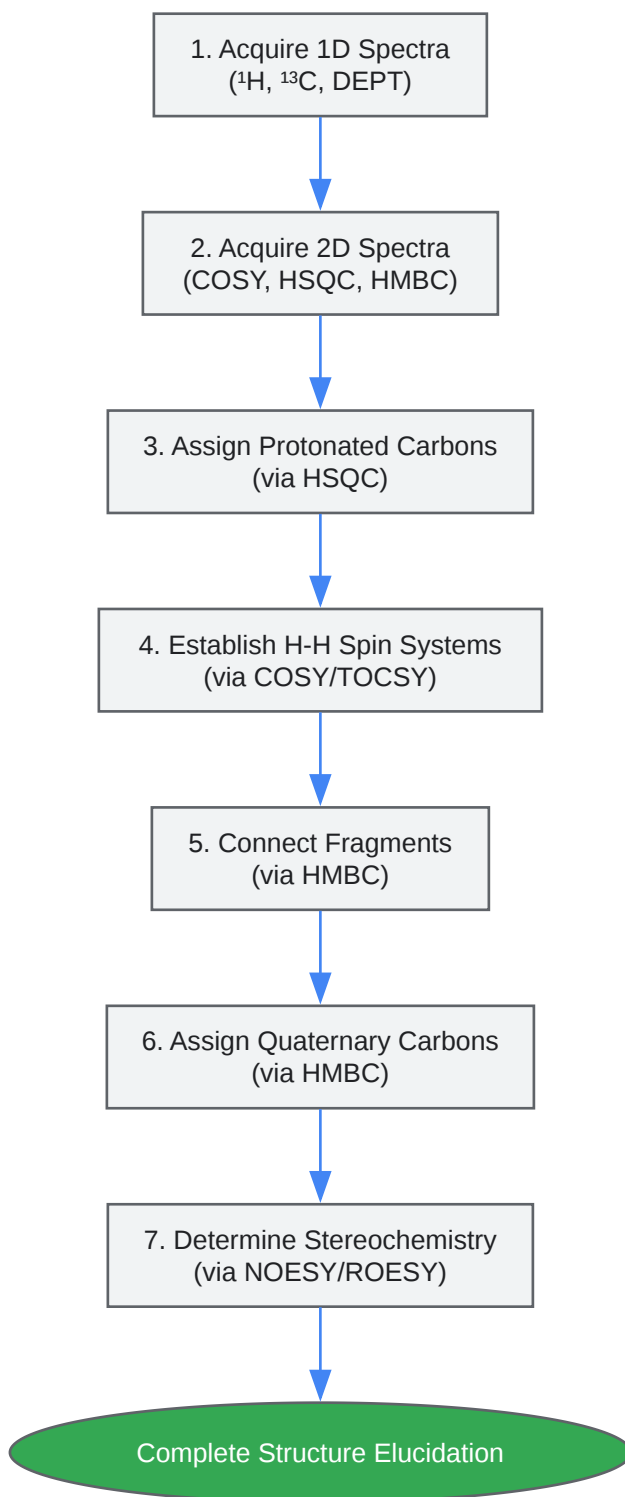 1. Acquire 1D Spectra
(¹H, ¹³C, DEPT)
2. Acquire 2D Spectra
(COSY, HSQC, HMBC)
3. Assign Protonated Carbons
(via HSQC)
4. Establish H-H Spin Systems
(via COSY/TOCSY)
5. Connect Fragments
(via HMBC)
6. Assign Quaternary Carbons
(via HMBC)
7. Determine Stereochemistry
(via NOESY/ROESY)
Complete Structure Elucidation